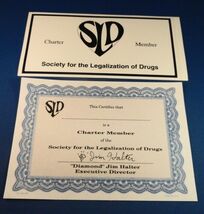 Charter SLD Member
Society for the Legalization of Drugs
SLD
This Certifies that
is a
Charter Member
of the
Society for the Legalization of Drugs
"Diamond" Jim Halter
Executive Director